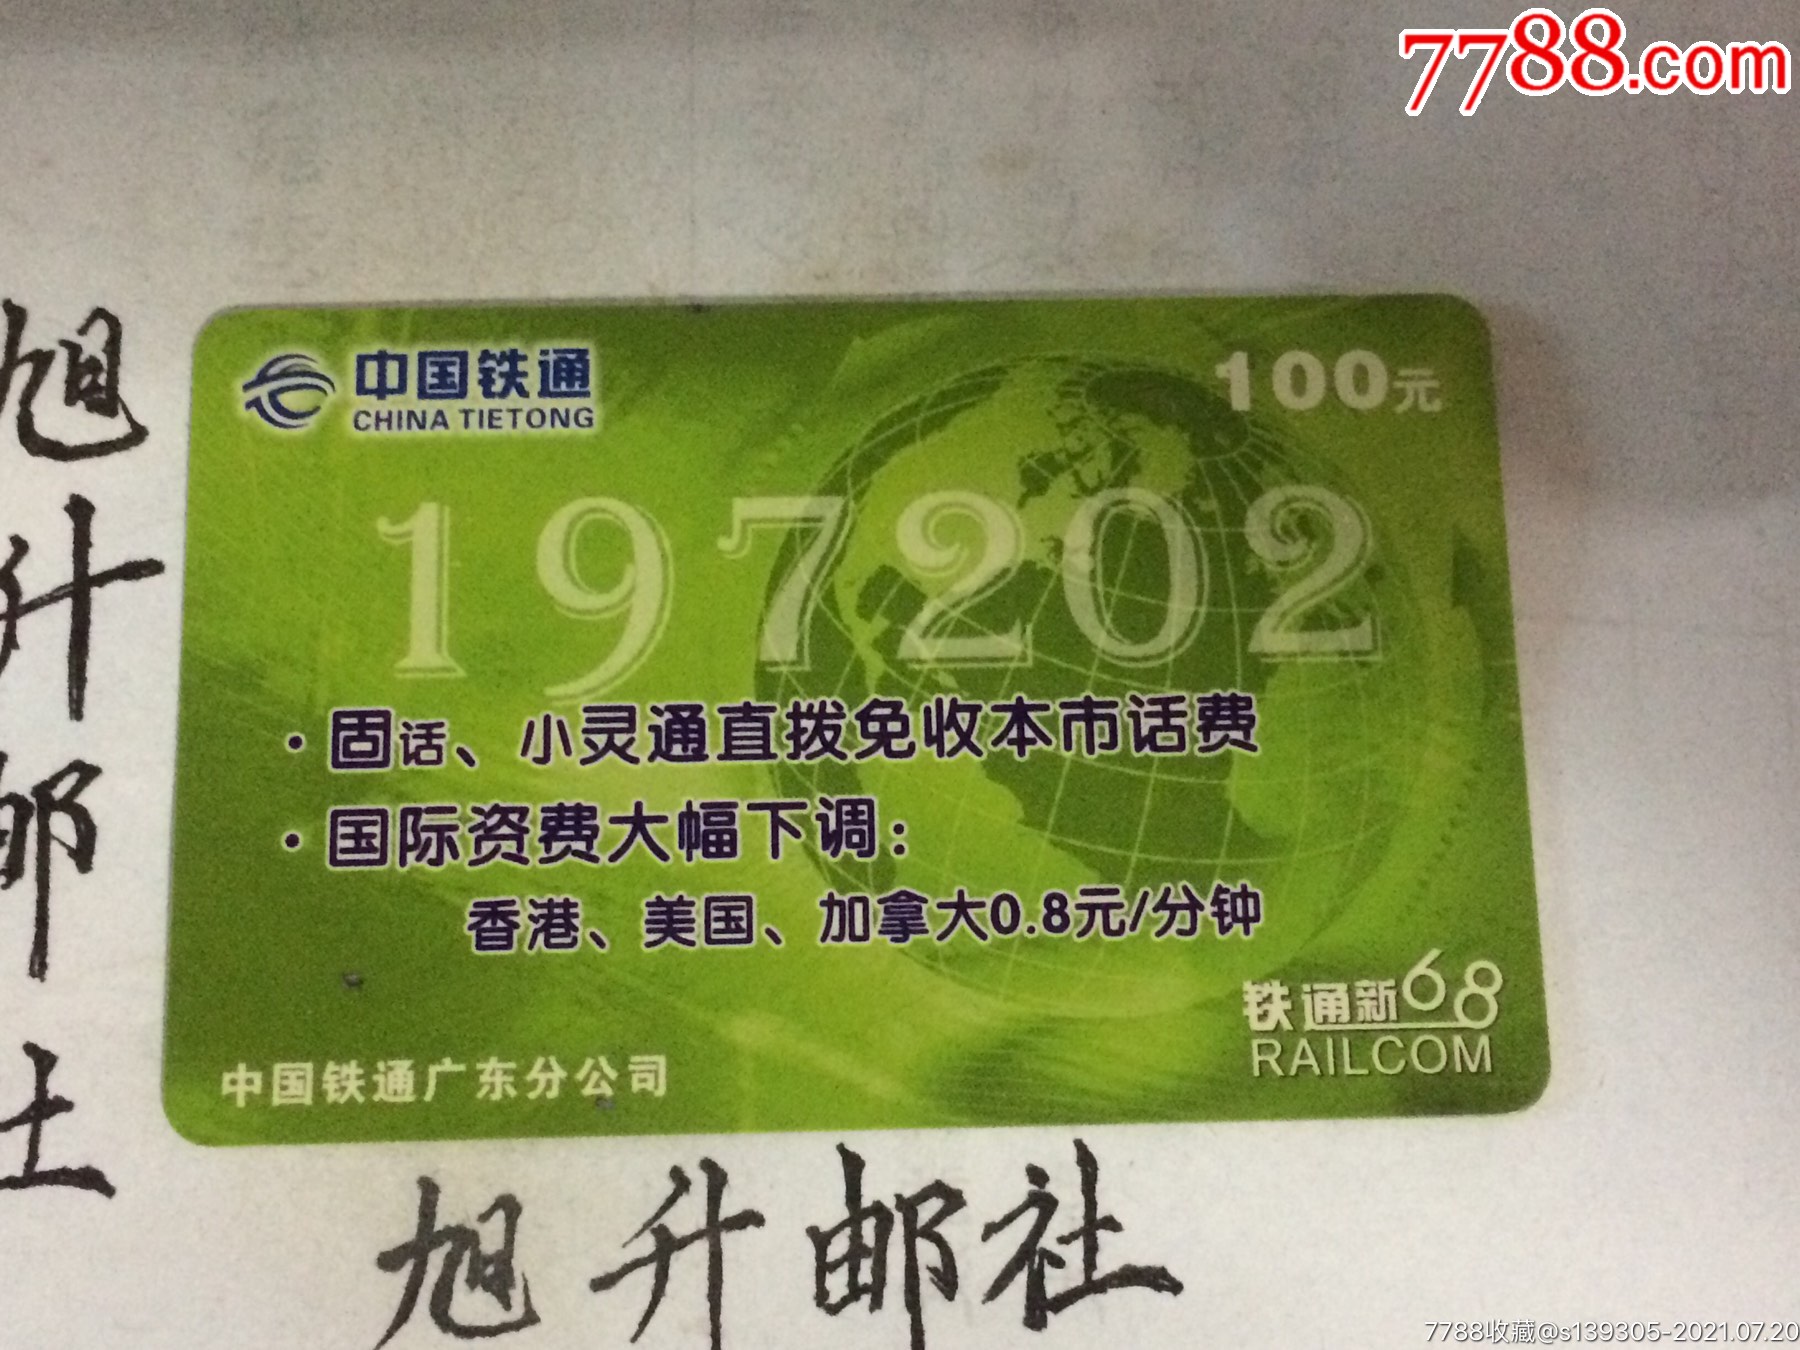 7788.com
中国铁通
CHINA TIETONG
100元
197202
·固话、小灵通直拨免收本市话费
·国际资费大幅下调：
香港、美国、加拿大0.8元/分钟
铁通新68
RAILCOM
中国铁通广东分公司
旭升邮社
旭升邮社
7788收藏@s139305-2021.07.20